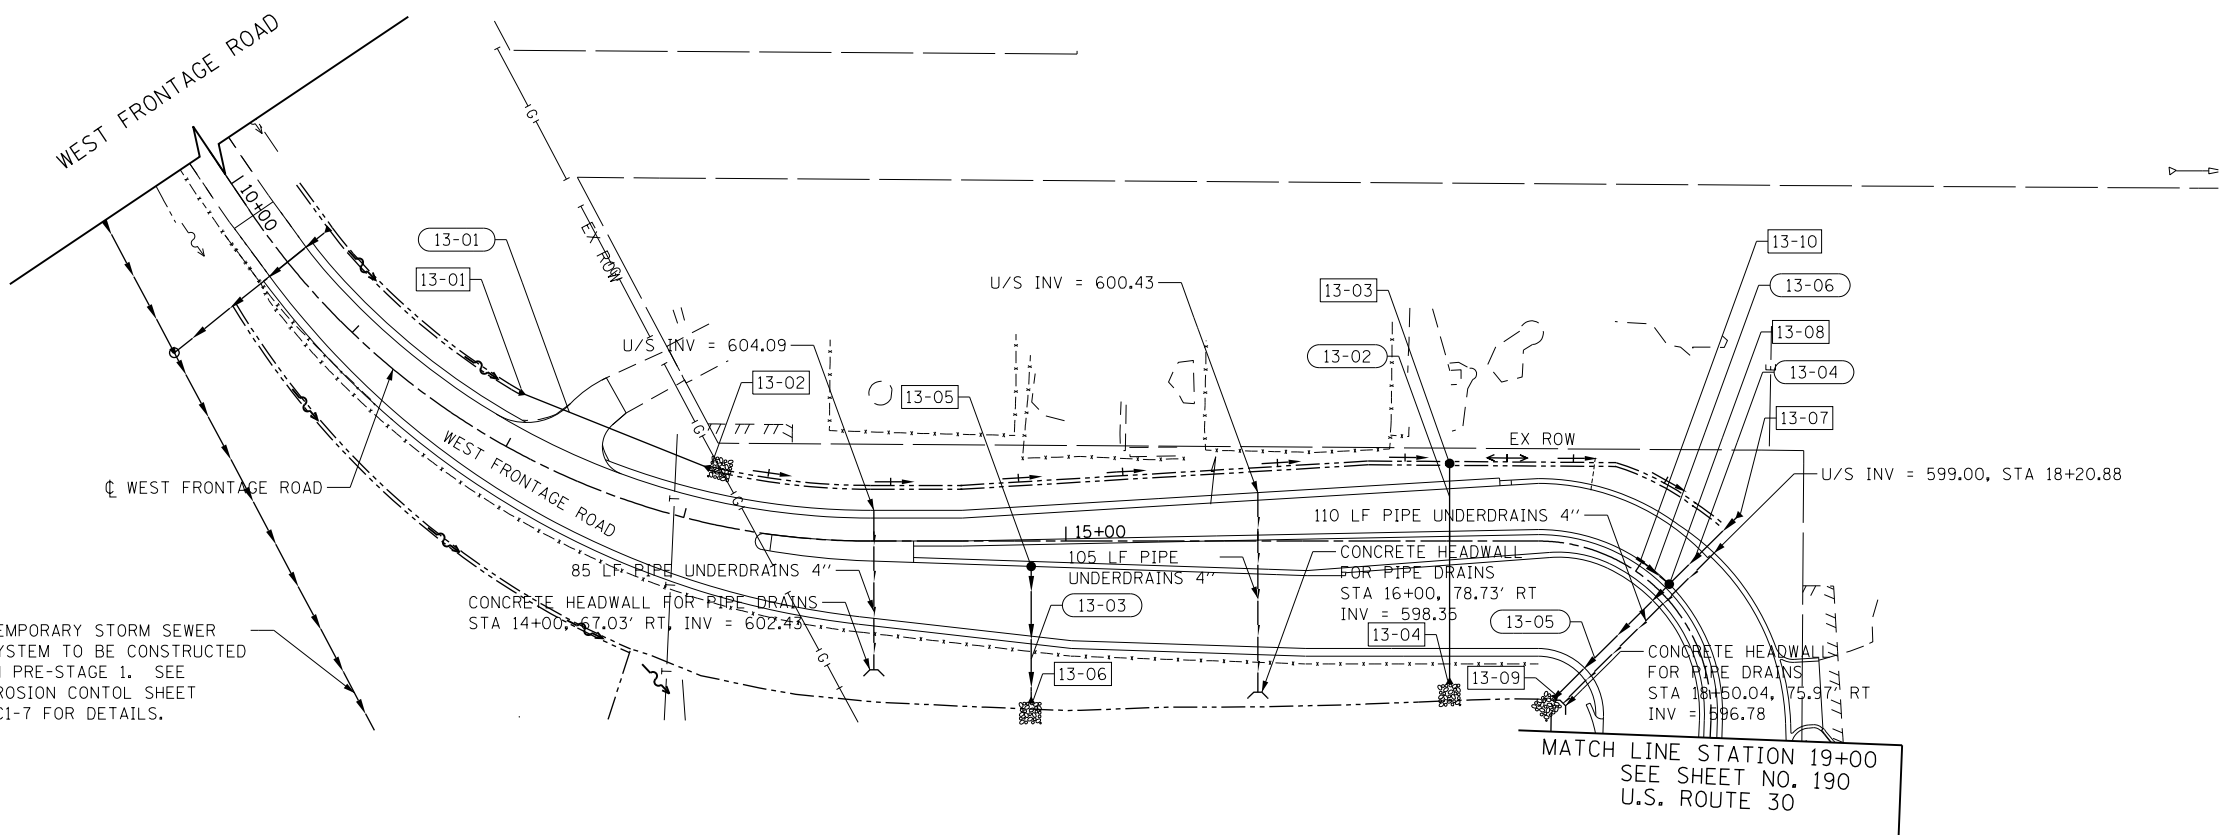 WEST FRONTAGE ROAD
10+00
G
EX ROW
G
13-01
13-01
U/S INV = 604.09
13-02
13-05
U/S INV = 600.43
13-03
13-02
13-10
13-06
13-08
13-04
13-07
EX ROW
U/S INV = 599.00, STA 18+20.88
℄ WEST FRONTAGE ROAD
WEST FRONTAGE ROAD
G
G
T
15+00
110 LF PIPE UNDERDRAINS 4''
85 LF PIPE UNDERDRAINS 4''
105 LF PIPE
UNDERDRAINS 4''
CONCRETE HEADWALL
FOR PIPE DRAINS
STA 16+00, 78.73' RT
INV = 598.35
CONCRETE HEADWALL FOR PIPE DRAINS
STA 14+00, 67.03' RT, INV = 602.43
13-03
13-04
13-05
13-06
13-09
G
T
CONCRETE HEADWALL
FOR PIPE DRAINS
STA 18+50.04, 75.97' RT
INV = 596.78
EMPORARY STORM SEWER
YSTEM TO BE CONSTRUCTED
PRE-STAGE 1. SEE
ROSION CONTOL SHEET
C1-7 FOR DETAILS.
MATCH LINE STATION 19+00
SEE SHEET NO. 190
U.S. ROUTE 30